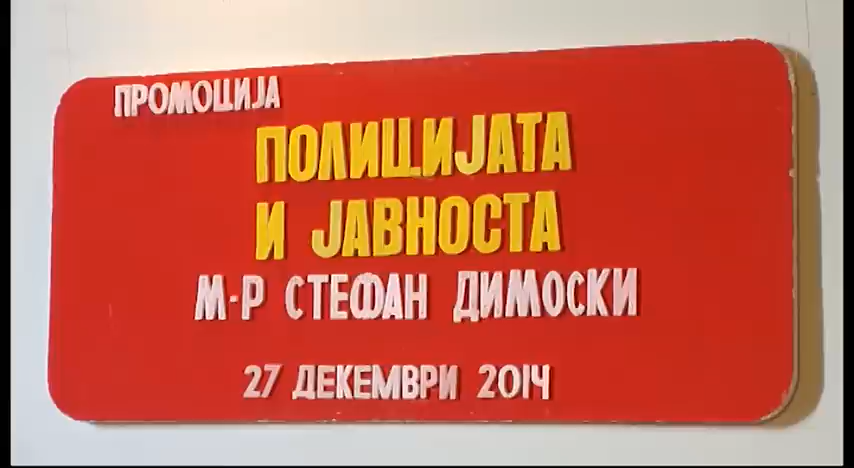 ПРОМОЦИЈА
ПОЛИЦИЈАТА
И ЈАВНОСТА
М-Р СТЕФАН ДИМОСКИ
27 ДЕКЕМВРИ 2014